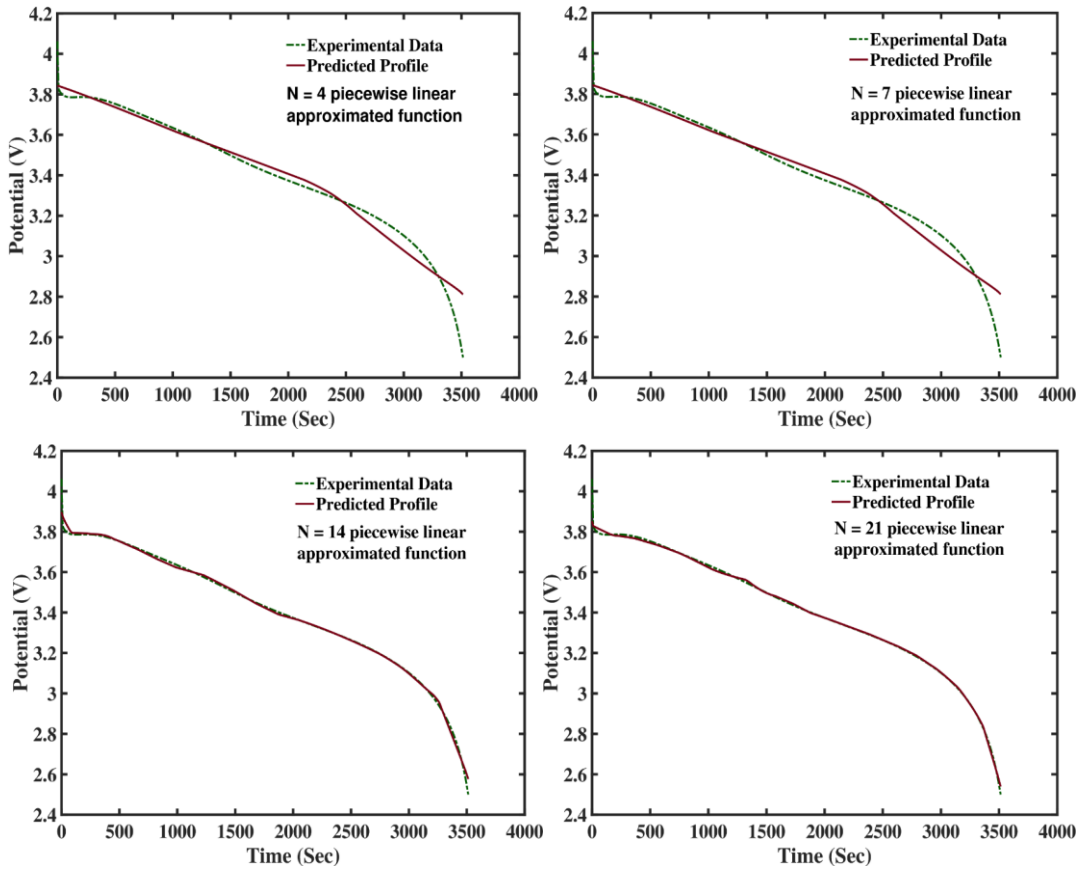 4.2
4
3.8
3.6
3.4
3.2
3
2.8
2.6
2.4
Potential (V)
0 500 1000 1500 2000 2500 3000 3500 4000
Time (Sec)
Experimental Data
Predicted Profile
N = 4 piecewise linear
approximated function
4.2
4
3.8
3.6
3.4
3.2
3
2.8
2.6
2.4
Potential (V)
0 500 1000 1500 2000 2500 3000 3500 4000
Time (Sec)
Experimental Data
Predicted Profile
N = 7 piecewise linear
approximated function
4.2
4
3.8
3.6
3.4
3.2
3
2.8
2.6
2.4
Potential (V)
0 500 1000 1500 2000 2500 3000 3500 4000
Time (Sec)
Experimental Data
Predicted Profile
N = 14 piecewise linear
approximated function
4.2
4
3.8
3.6
3.4
3.2
3
2.8
2.6
2.4
Potential (V)
0 500 1000 1500 2000 2500 3000 3500 4000
Time (Sec)
Experimental Data
Predicted Profile
N = 21 piecewise linear
approximated function